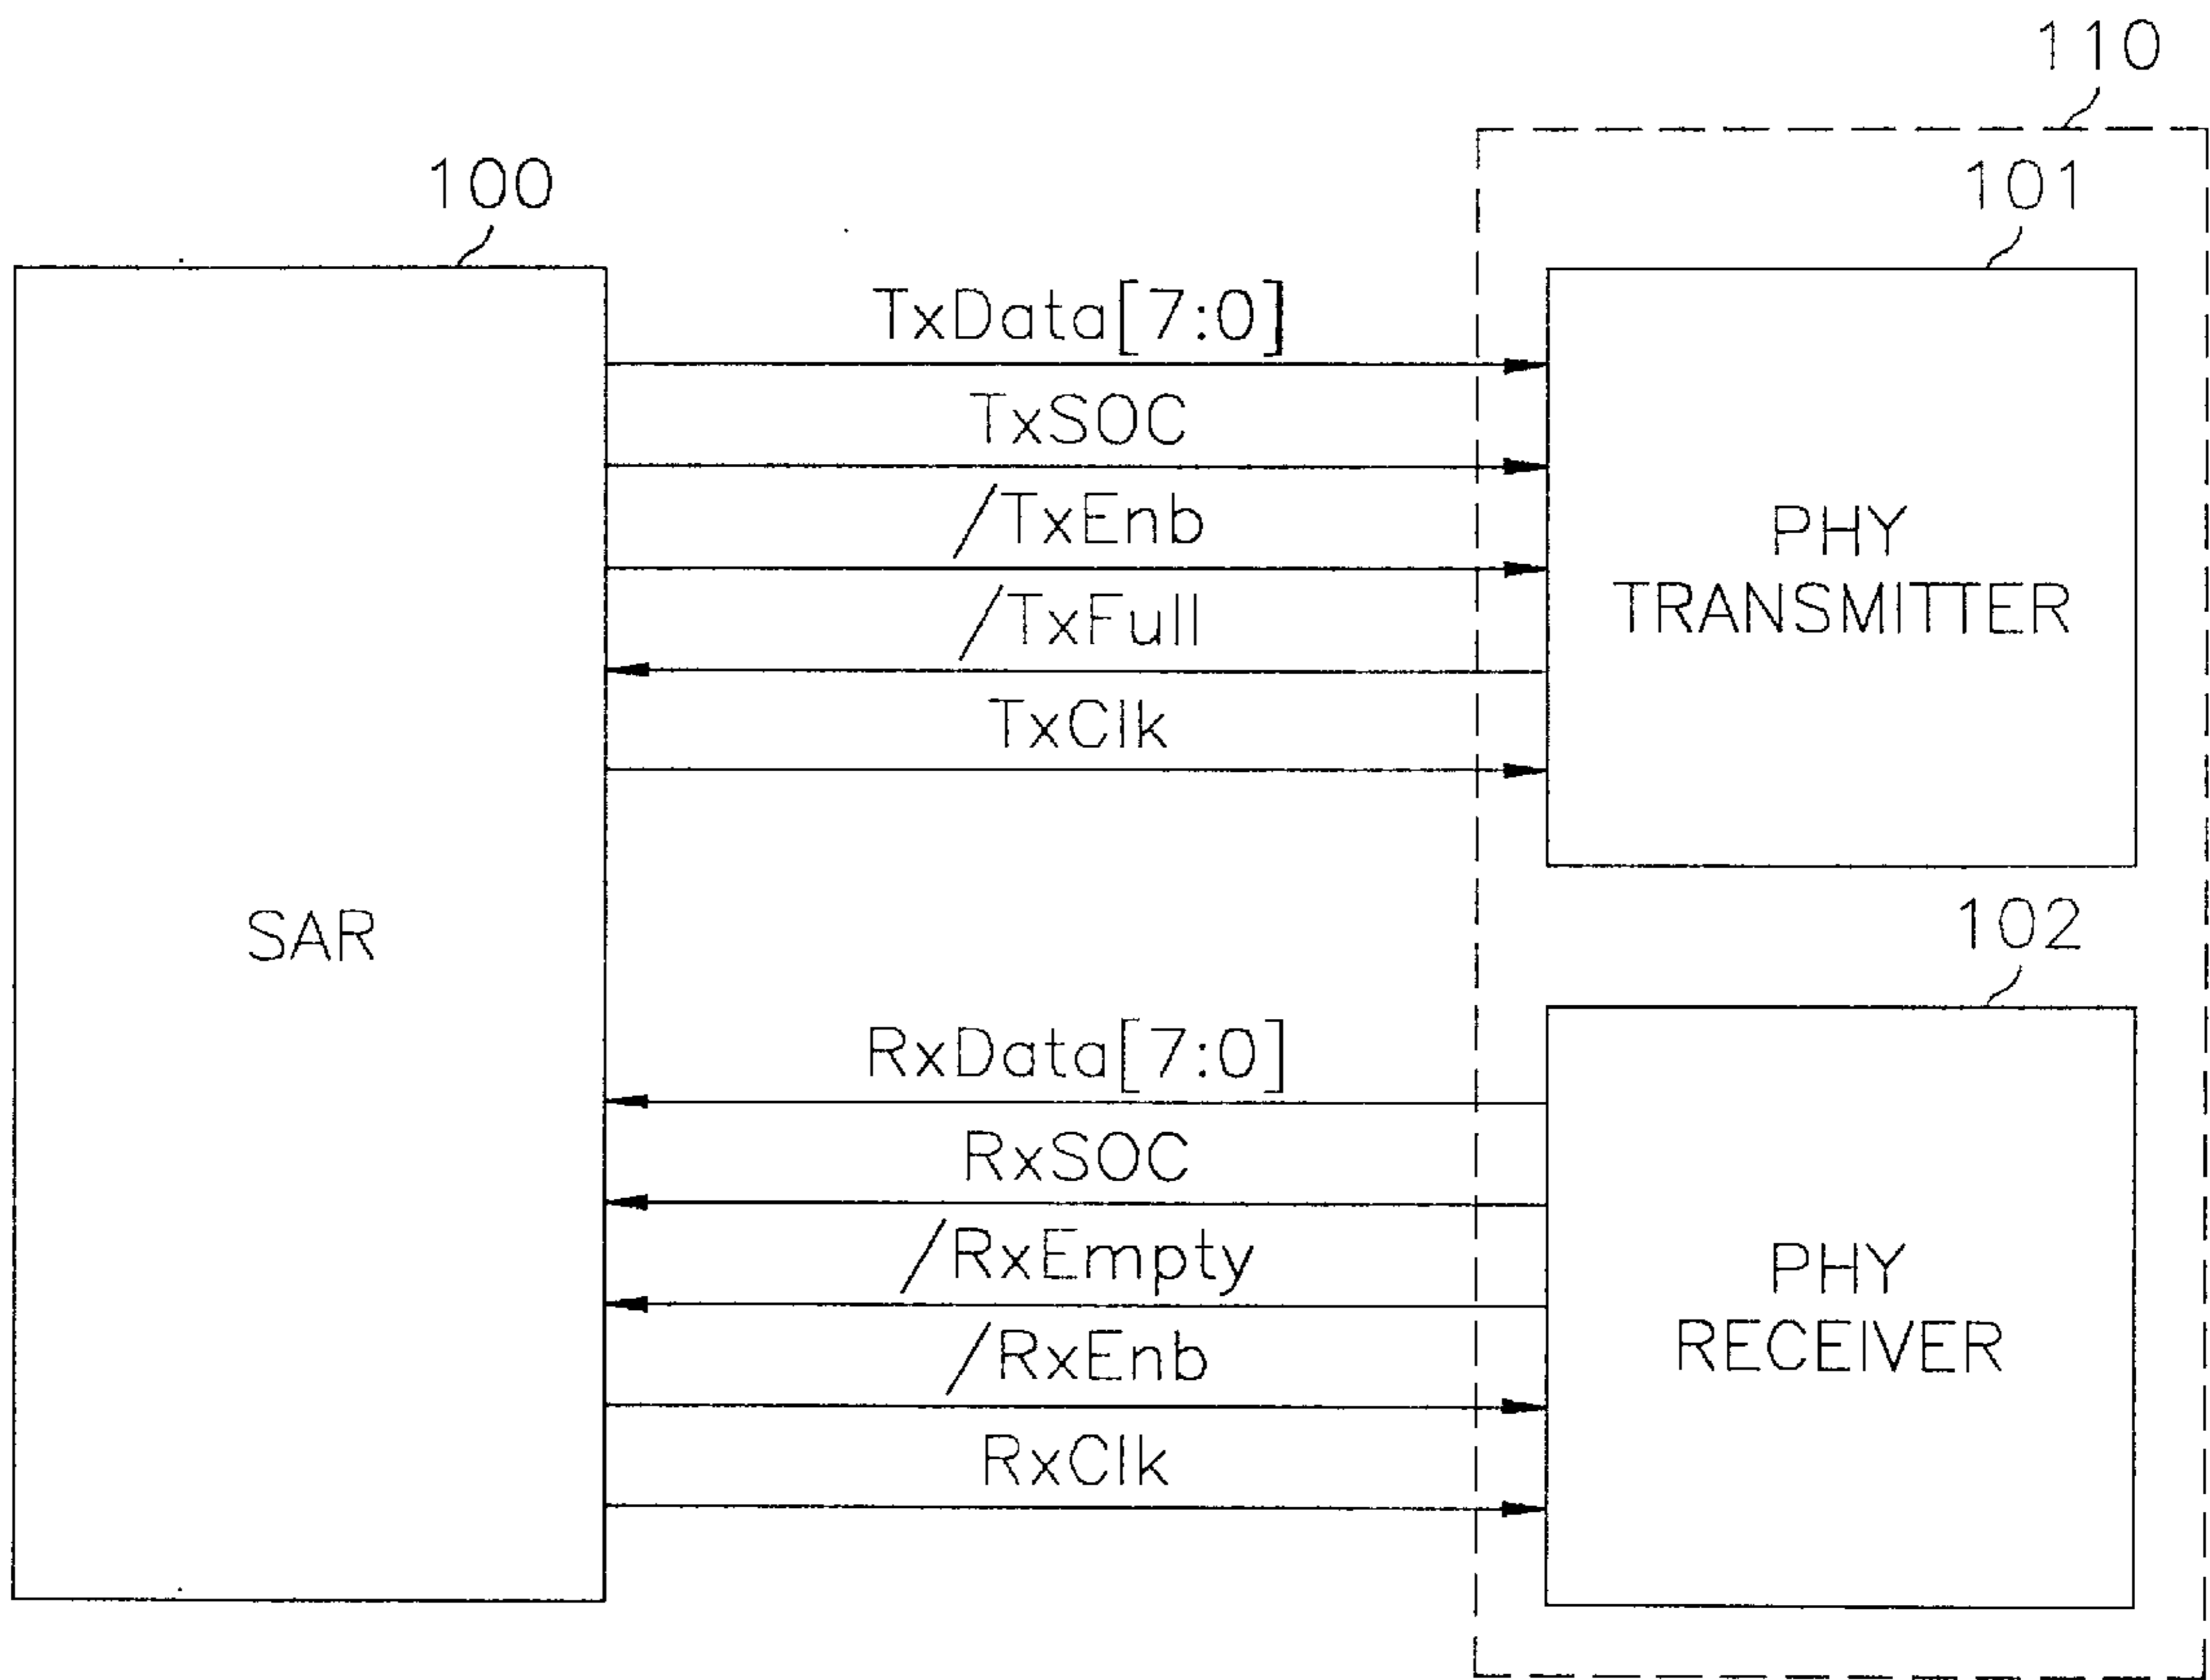 110
100
101
TxData[7:0]
TxSOC
/TxEnb
/TxFull
TxClk
PHY
TRANSMITTER
SAR
102
RxData[7:0]
RxSOC
/RxEmpty
/RxEnb
RxClk
PHY
RECEIVER